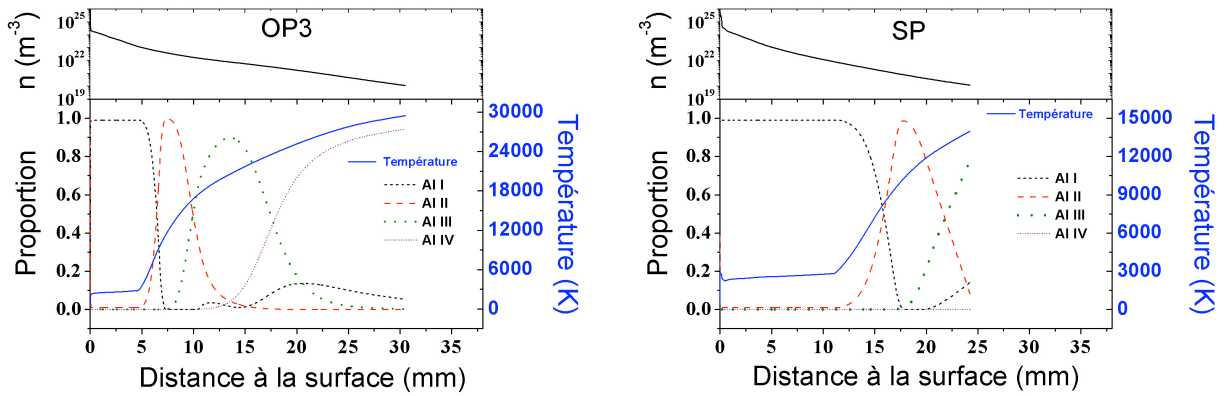 OP3
n (m-3)
10^25
10^22
10^19
Proportion
1.0
0.8
0.6
0.4
0.2
0.0
Température
Al I
Al II
Al III
Al IV
30000
24000
18000
12000
6000
0
Température (K)
0 5 10 15 20 25 30 35
Distance à la surface (mm)
SP
n (m-3)
10^25
10^22
10^19
Proportion
1.0
0.8
0.6
0.4
0.2
0.0
Température
Al I
Al II
Al III
Al IV
15000
12000
9000
6000
3000
0
Température (K)
0 5 10 15 20 25 30 35
Distance à la surface (mm)